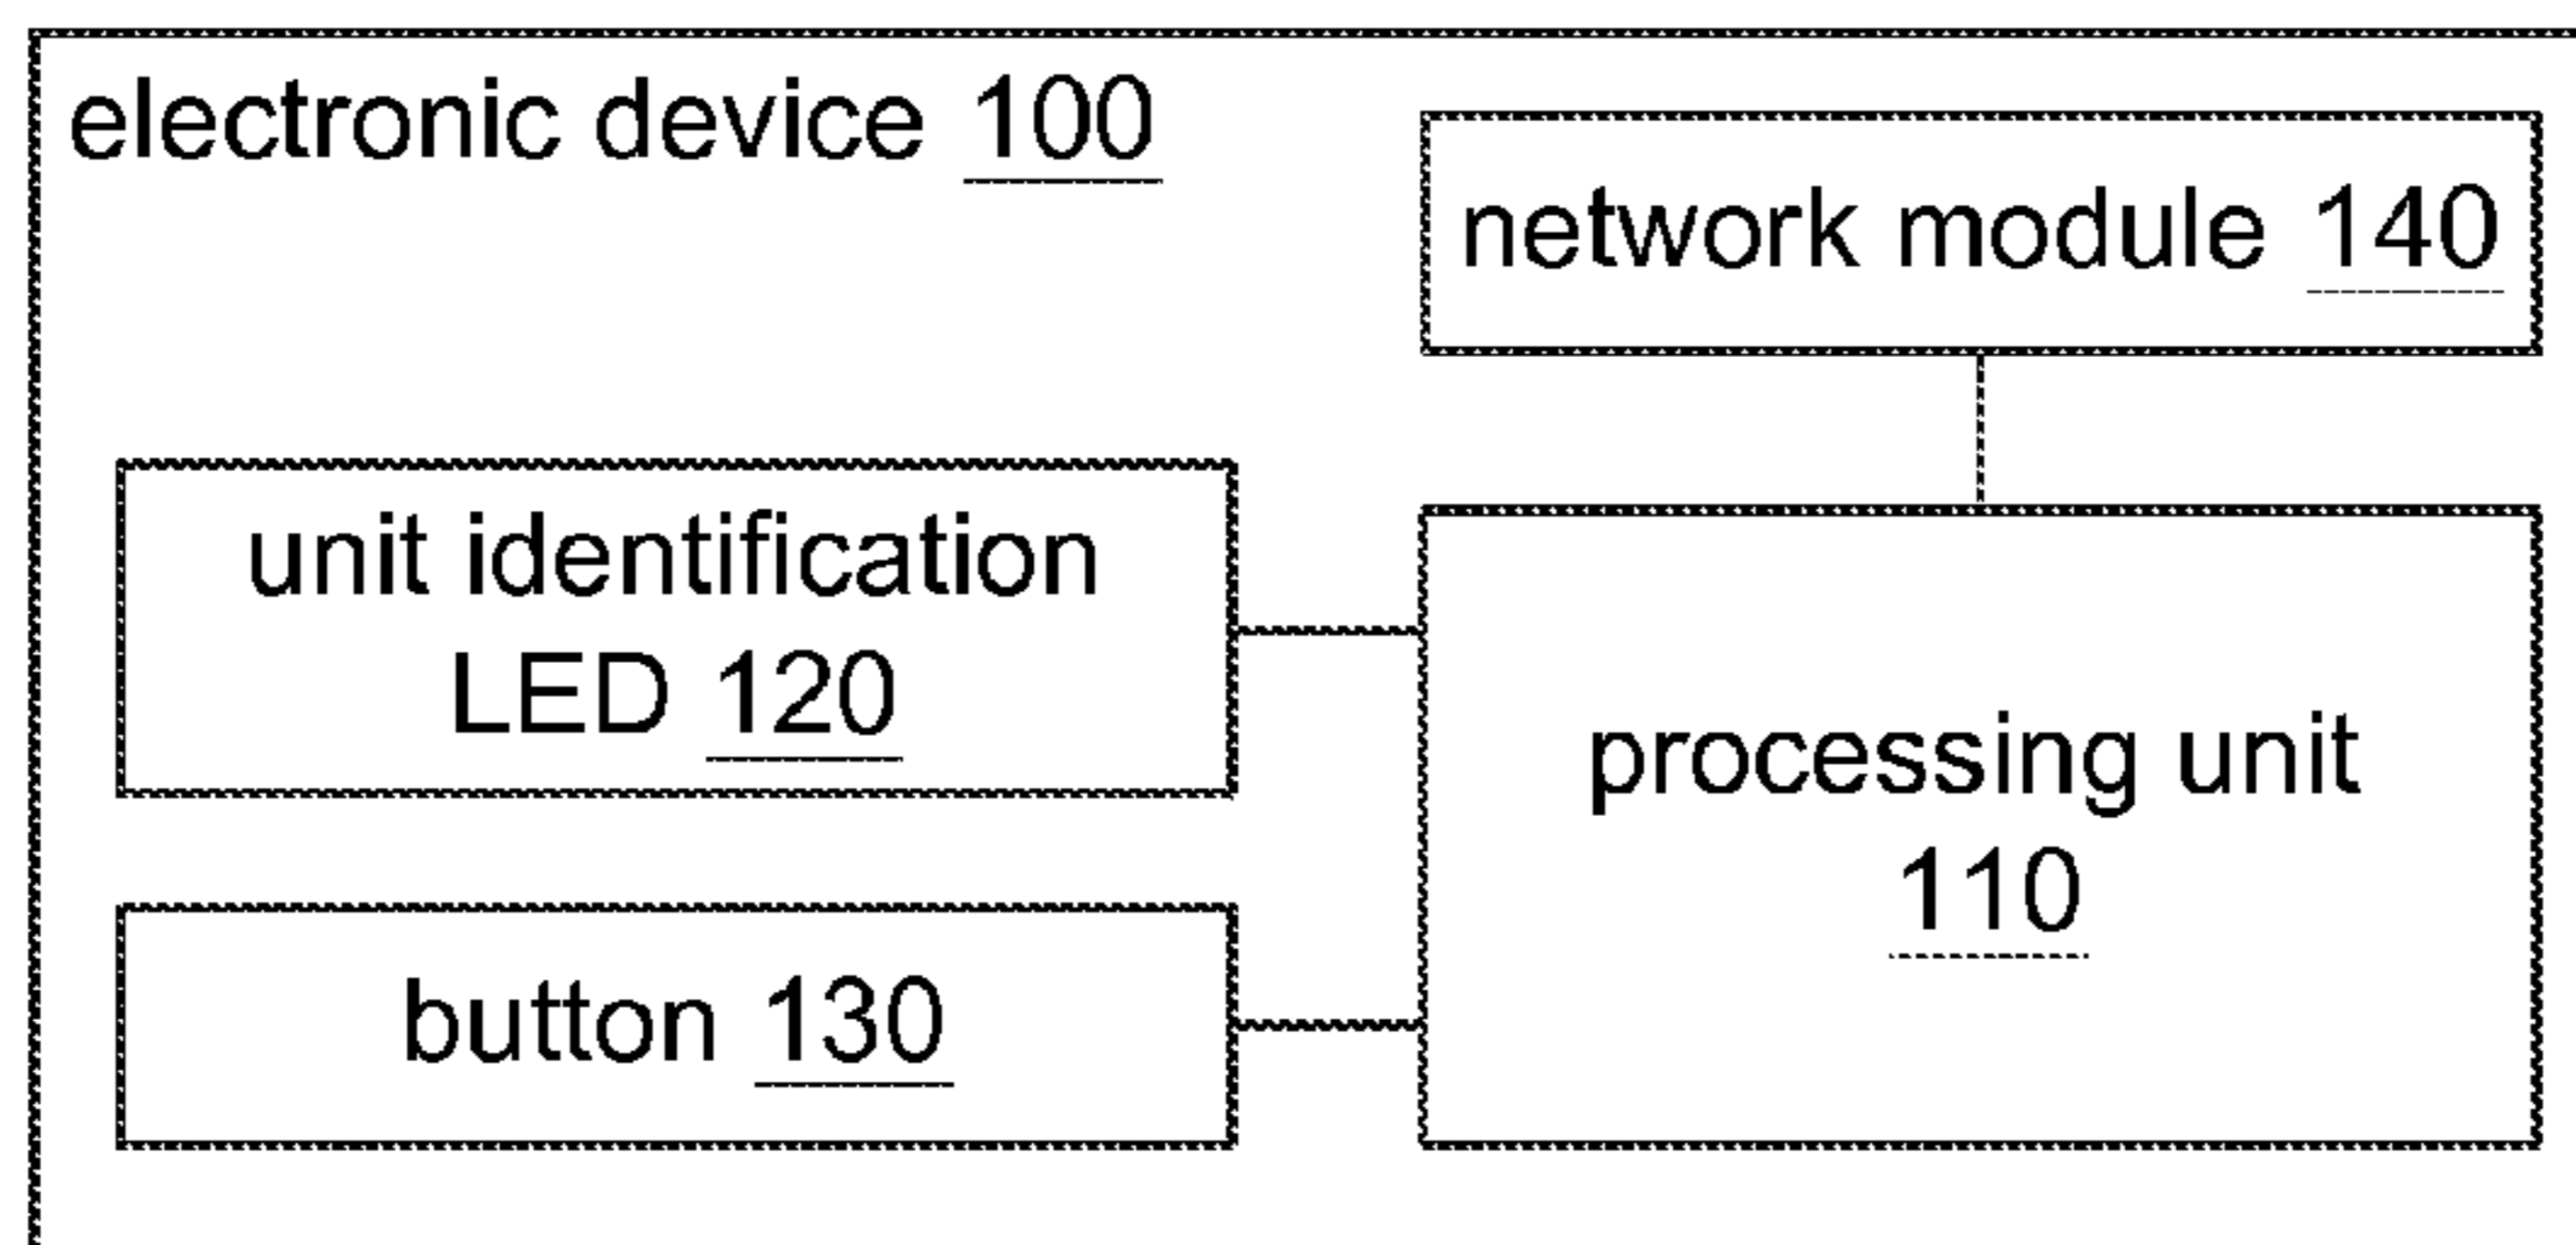 electronic device 100
network module 140
unit identification
LED 120
processing unit
110
button 130